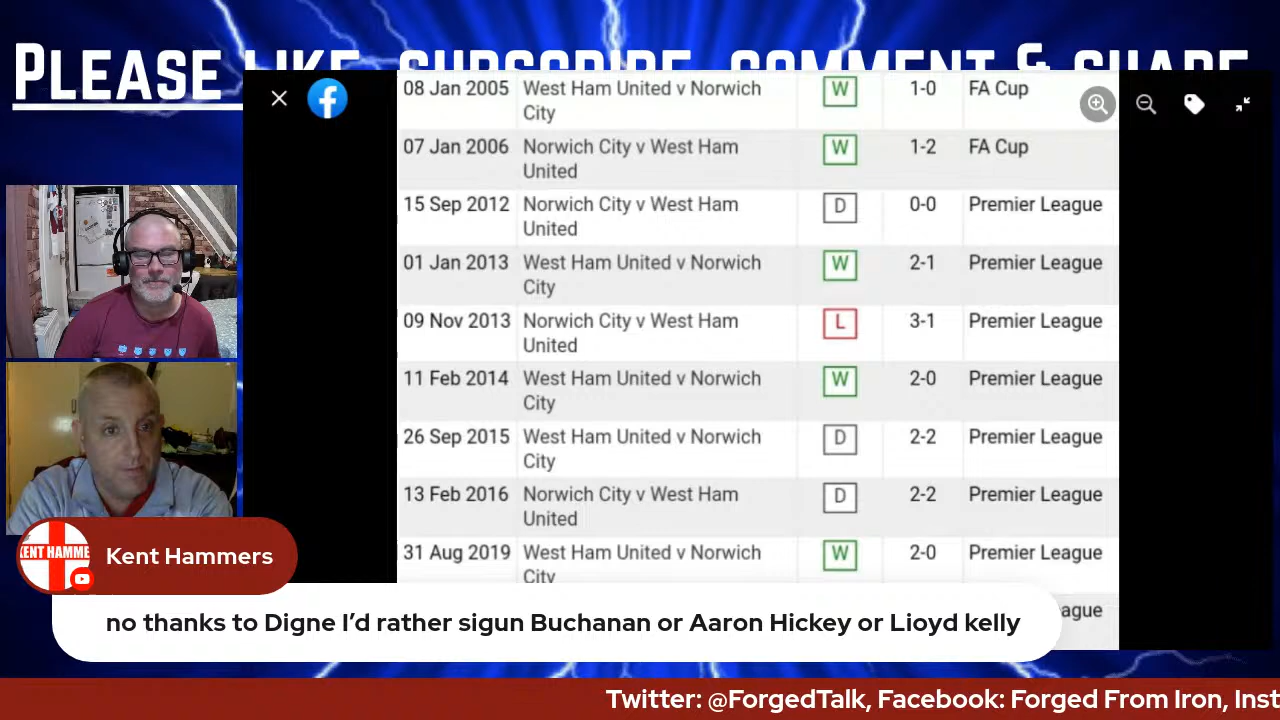 PLEASE LIKE, SUBSCRIBE, COMMENT & SHARE
08 Jan 2005 West Ham United v Norwich City W 1-0 FA Cup
07 Jan 2006 Norwich City v West Ham United W 1-2 FA Cup
15 Sep 2012 Norwich City v West Ham United D 0-0 Premier League
01 Jan 2013 West Ham United v Norwich City W 2-1 Premier League
09 Nov 2013 Norwich City v West Ham United L 3-1 Premier League
11 Feb 2014 West Ham United v Norwich City W 2-0 Premier League
26 Sep 2015 West Ham United v Norwich City D 2-2 Premier League
13 Feb 2016 Norwich City v West Ham United D 2-2 Premier League
31 Aug 2019 West Ham United v Norwich City W 2-0 Premier League
ague
KENT HAMME
Kent Hammers
no thanks to Digne I'd rather sigun Buchanan or Aaron Hickey or Lioyd kelly
Twitter: @ForgedTalk, Facebook: Forged From Iron, Inst